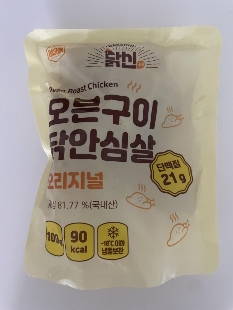 닭신
Oven Roast Chicken
오븐구이
닭안심살
오리지널
단백질
21g
81.77 %(국내산)
100g
90
kcal
-18℃ 이하
냉동보관